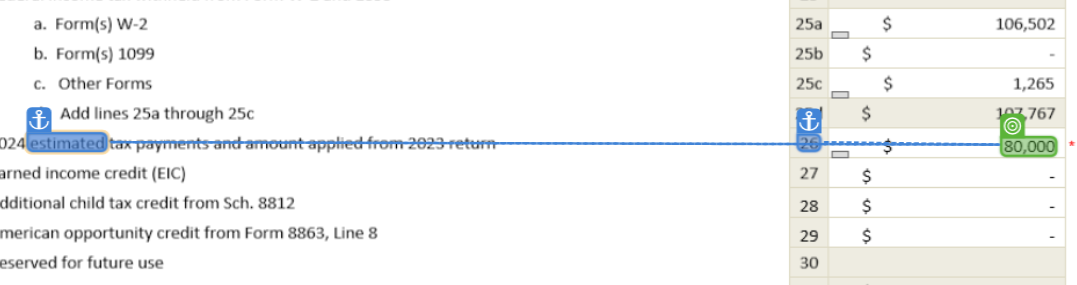 a. Form(s) W-2 25a $ 106,502
b. Form(s) 1099 25b $ -
c. Other Forms 25c $ 1,265
Add lines 25a through 25c $ 107,767
024 estimated tax payments and amount applied from 2023 return 26 $ 80,000 *
arned income credit (EIC) 27 $ -
dditional child tax credit from Sch. 8812 28 $ -
merican opportunity credit from Form 8863, Line 8 29 $ -
eserved for future use 30